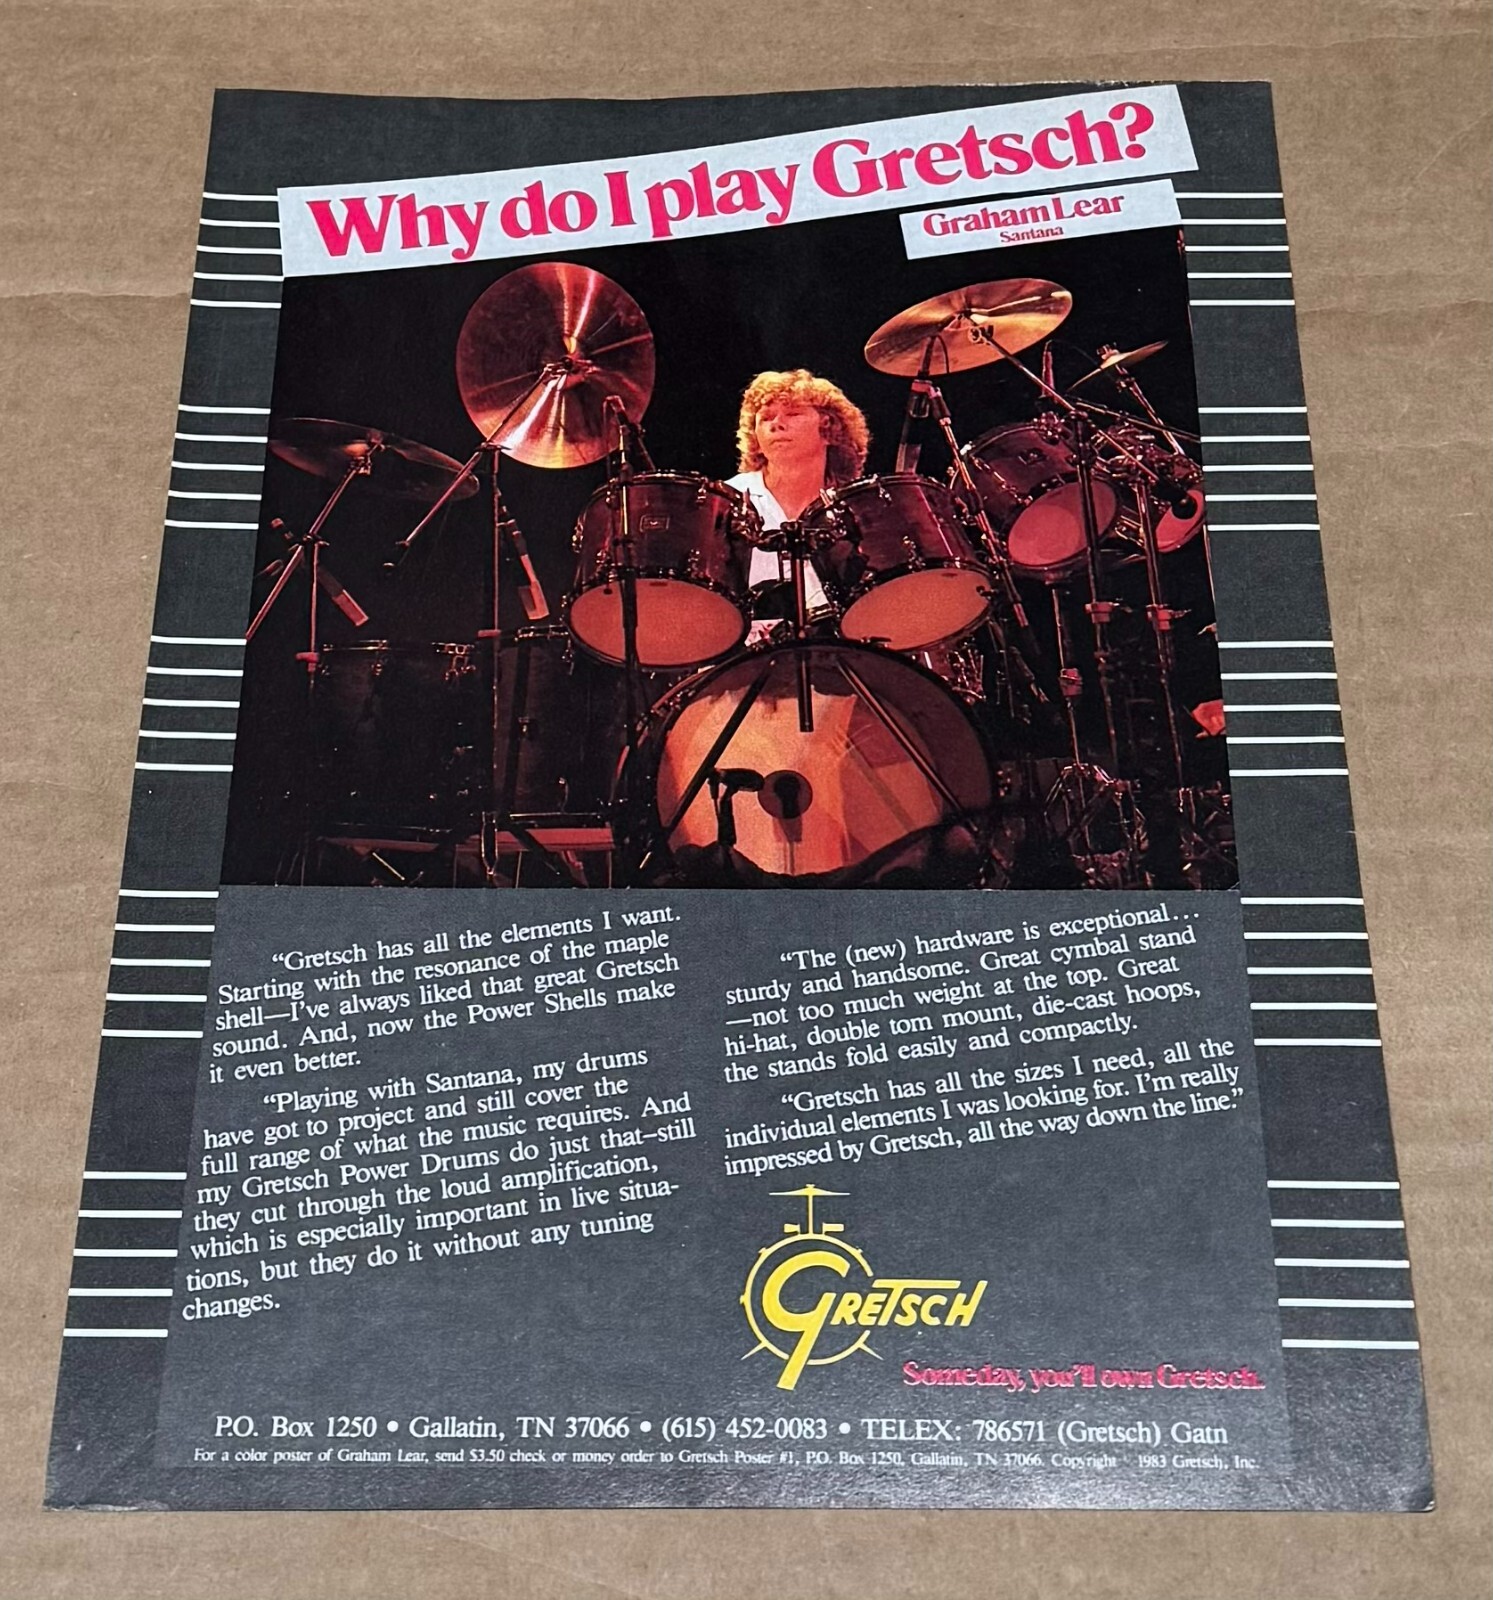 Why do I play Gretsch?
Graham Lear
Santana
“Gretsch has all the elements I want.
Starting with the resonance of the maple
shell—I’ve always liked that great Gretsch
sound. And, now the Power Shells make
it even better.
“Playing with Santana, my drums
have got to project and still cover the
full range of what the music requires. And
my Gretsch Power Drums do just that—still
they cut through the loud amplification,
which is especially important in live situa-
tions, but they do it without any tuning
changes.
“The (new) hardware is exceptional...
sturdy and handsome. Great cymbal stand
—not too much weight at the top. Great
hi-hat, double tom mount, die-cast hoops,
the stands fold easily and compactly.
“Gretsch has all the sizes I need, all the
individual elements I was looking for. I’m really
impressed by Gretsch, all the way down the line.”
GRETSCH
Someday, you’ll own Gretsch.
P.O. Box 1250 • Gallatin, TN 37066 • (615) 452-0083 • TELEX: 786571 (Gretsch) Gatn
For a color poster of Graham Lear, send $3.50 check or money order to Gretsch Poster #1, P.O. Box 1250, Gallatin, TN 37066. Copyright 1983 Gretsch, Inc.